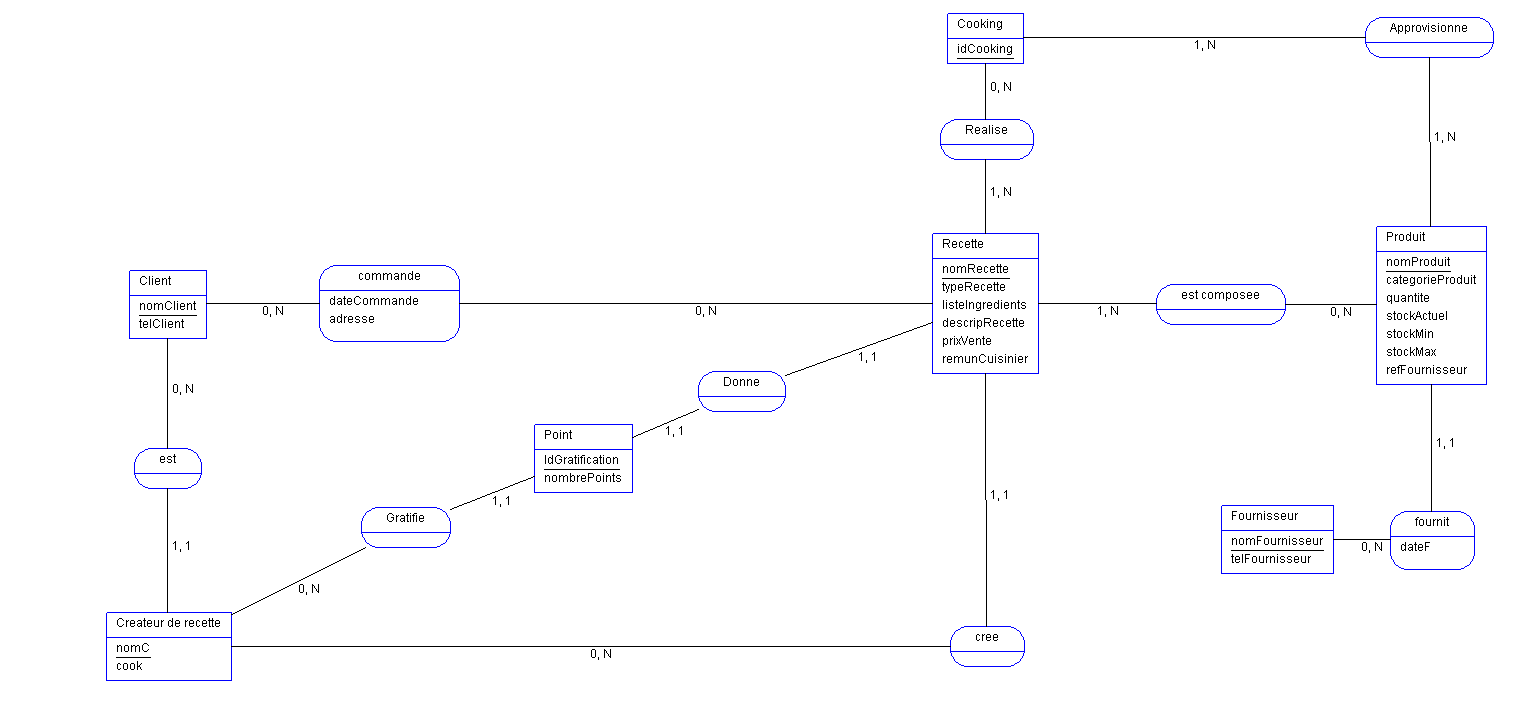 Cooking
idCooking
Approvisionne
1, N
0, N
Realise
1, N
1, N
Recette
nomRecette
typeRecette
listeIngredients
descripRecette
prixVente
remunCuisinier
Produit
nomProduit
categorieProduit
quantite
stockActuel
stockMin
stockMax
refFournisseur
Client
nomClient
telClient
0, N
commande
dateCommande
adresse
0, N
1, N
est composee
0, N
1, 1
Donne
1, 1
0, N
Point
IdGratification
nombrePoints
1, 1
est
1, 1
Gratifie
1, 1
1, 1
Fournisseur
nomFournisseur
telFournisseur
0, N
fournit
dateF
0, N
Createur de recette
nomC
cook
0, N
cree